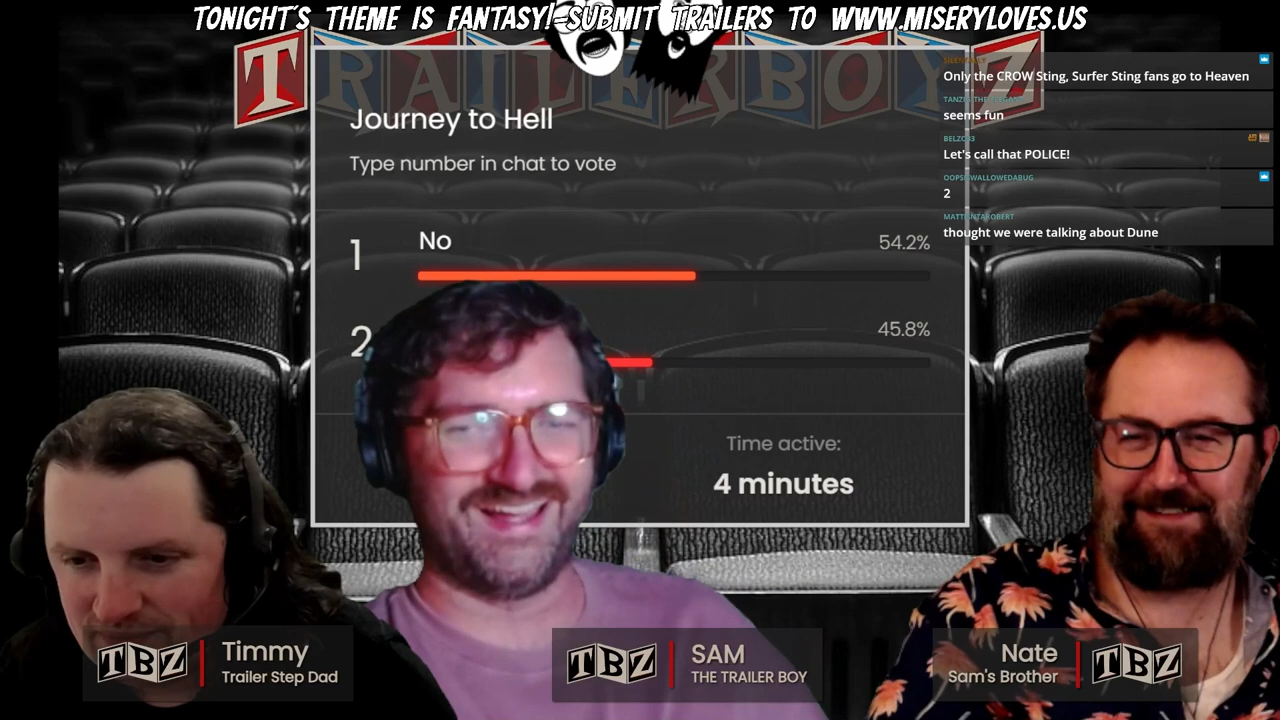 TONIGHT'S THEME IS FANTASY! SUBMIT TRAILERS TO WWW.MISERYLOVES.US
TRAILERBOYZ
Journey to Hell
Type number in chat to vote
1 No 54.2%
2 45.8%
Time active:
4 minutes
Only the CROW Sting, Surfer Sting fans go to Heaven
seems fun
Let's call that POLICE!
OOPSISWALLOWEDABUG
2
thought we were talking about Dune
TBZ
Timmy
Trailer Step Dad
TBZ
SAM
THE TRAILER BOY
Nate
Sam's Brother
TBZ